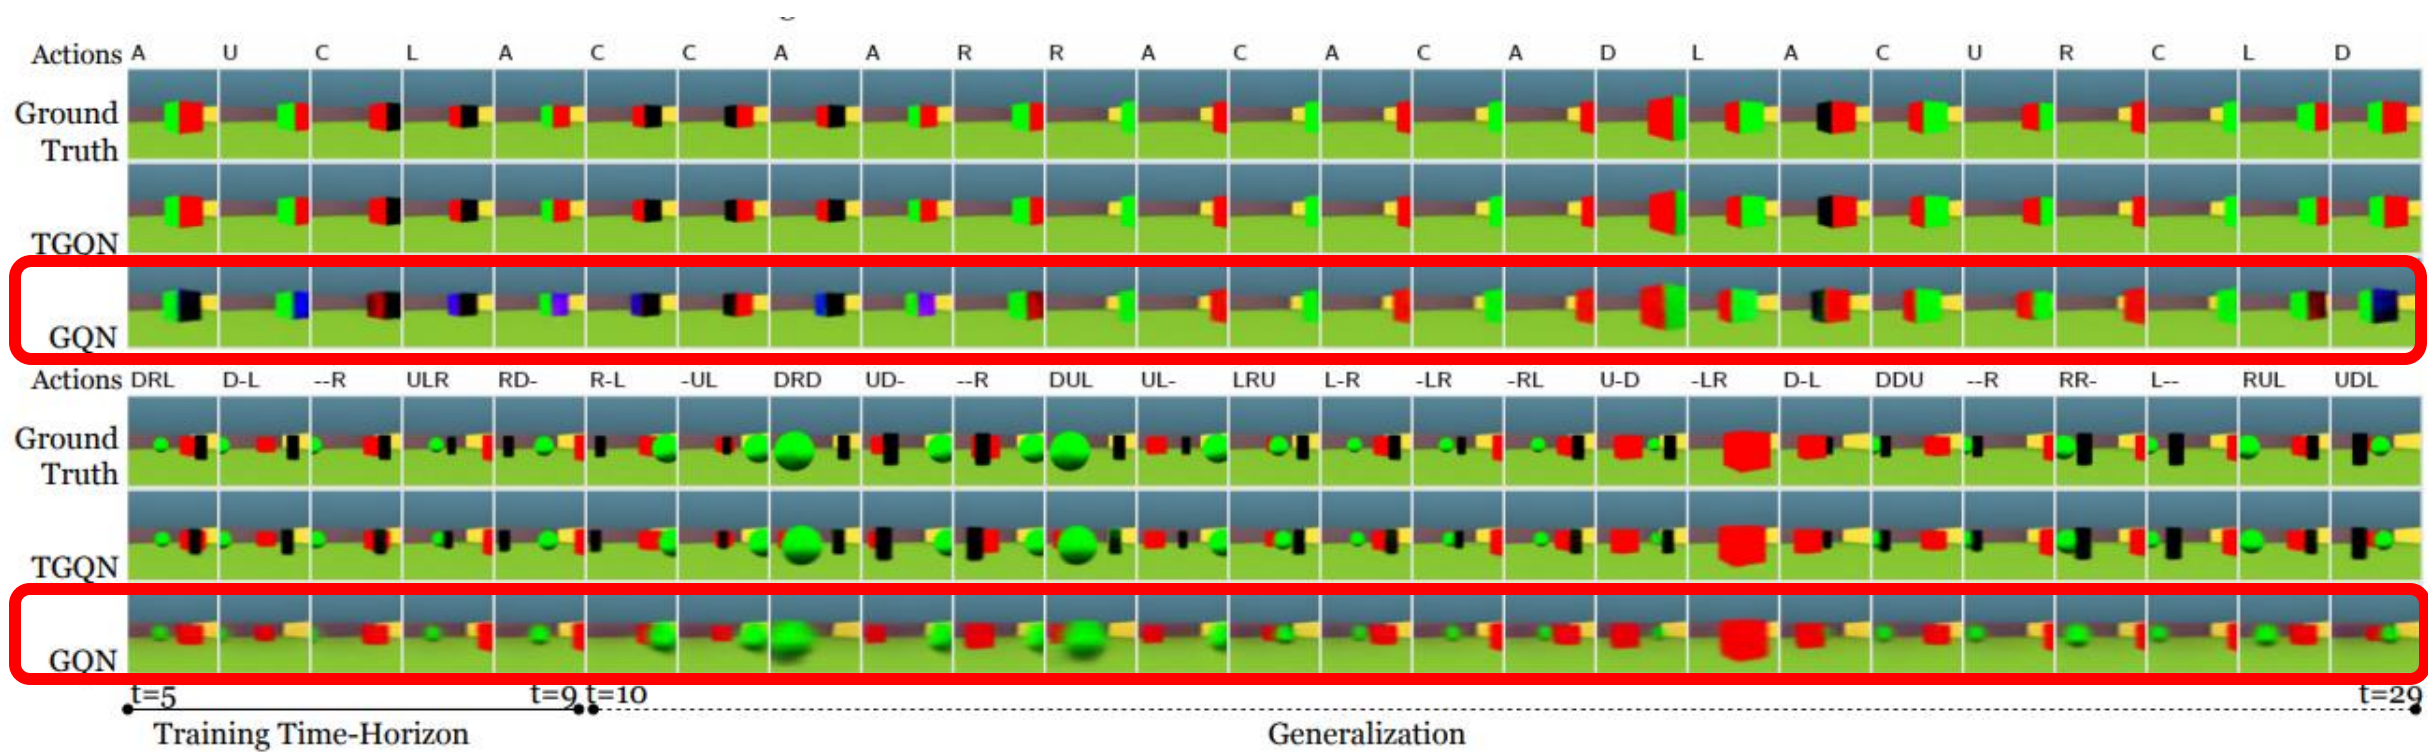 Actions A U C L A C C A A R R A C A C A D L A C U R C L D
Ground
Truth
TGQN
GQN
Actions DRL D-L --R ULR RD- R-L -UL DRD UD- --R DUL UL- LRU L-R -LR -RL U-D -LR D-L DDU --R RR- L-- RUL UDL
Ground
Truth
TGQN
GQN
t=5 t=9 t=10 t=29
Training Time-Horizon Generalization